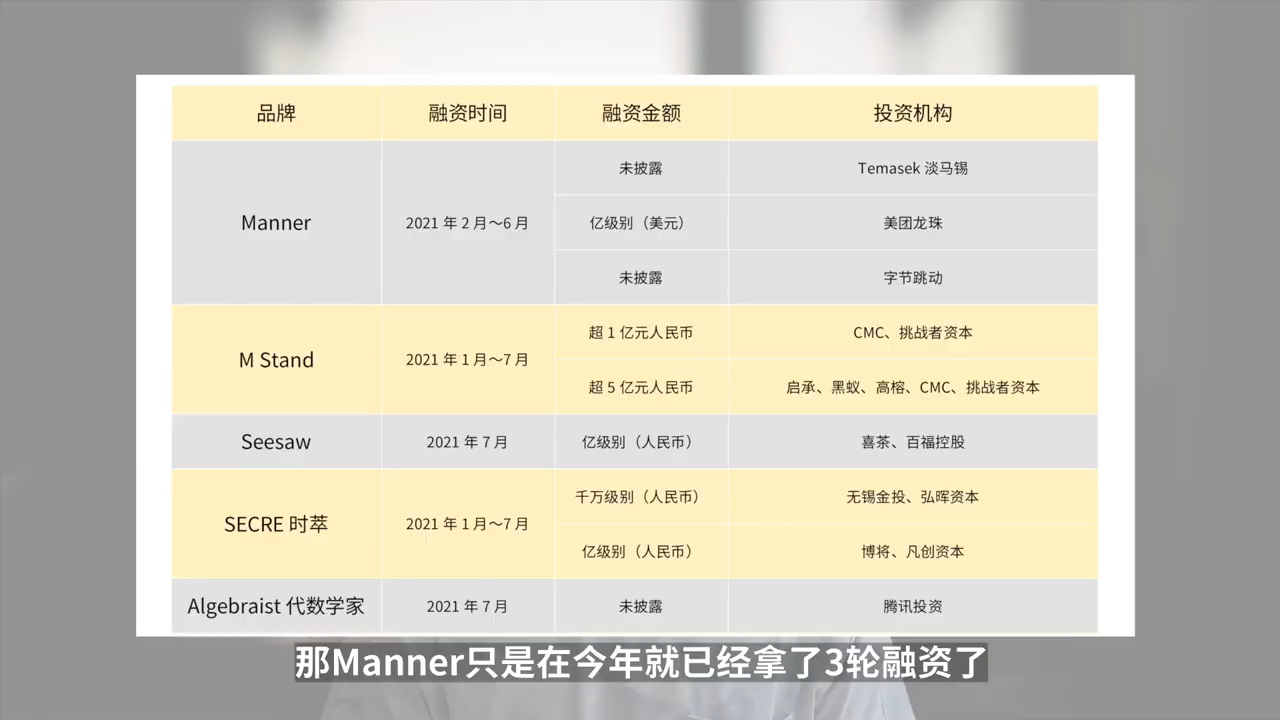 品牌 融资时间 融资金额 投资机构
未披露 Temasek 淡马锡
Manner 2021 年 2 月～6 月 亿级别（美元） 美团龙珠
未披露 字节跳动
超 1 亿元人民币 CMC、挑战者资本
M Stand 2021 年 1 月～7 月
超 5 亿元人民币 启承、黑蚁、高榕、CMC、挑战者资本
Seesaw 2021 年 7 月 亿级别（人民币） 喜茶、百福控股
千万级别（人民币） 无锡金投、弘晖资本
SECRE 时萃 2021 年 1 月～7 月
亿级别（人民币） 博将、凡创资本
Algebraist 代数学家 2021 年 7 月 未披露 腾讯投资
那Manner只是在今年就已经拿了3轮融资了